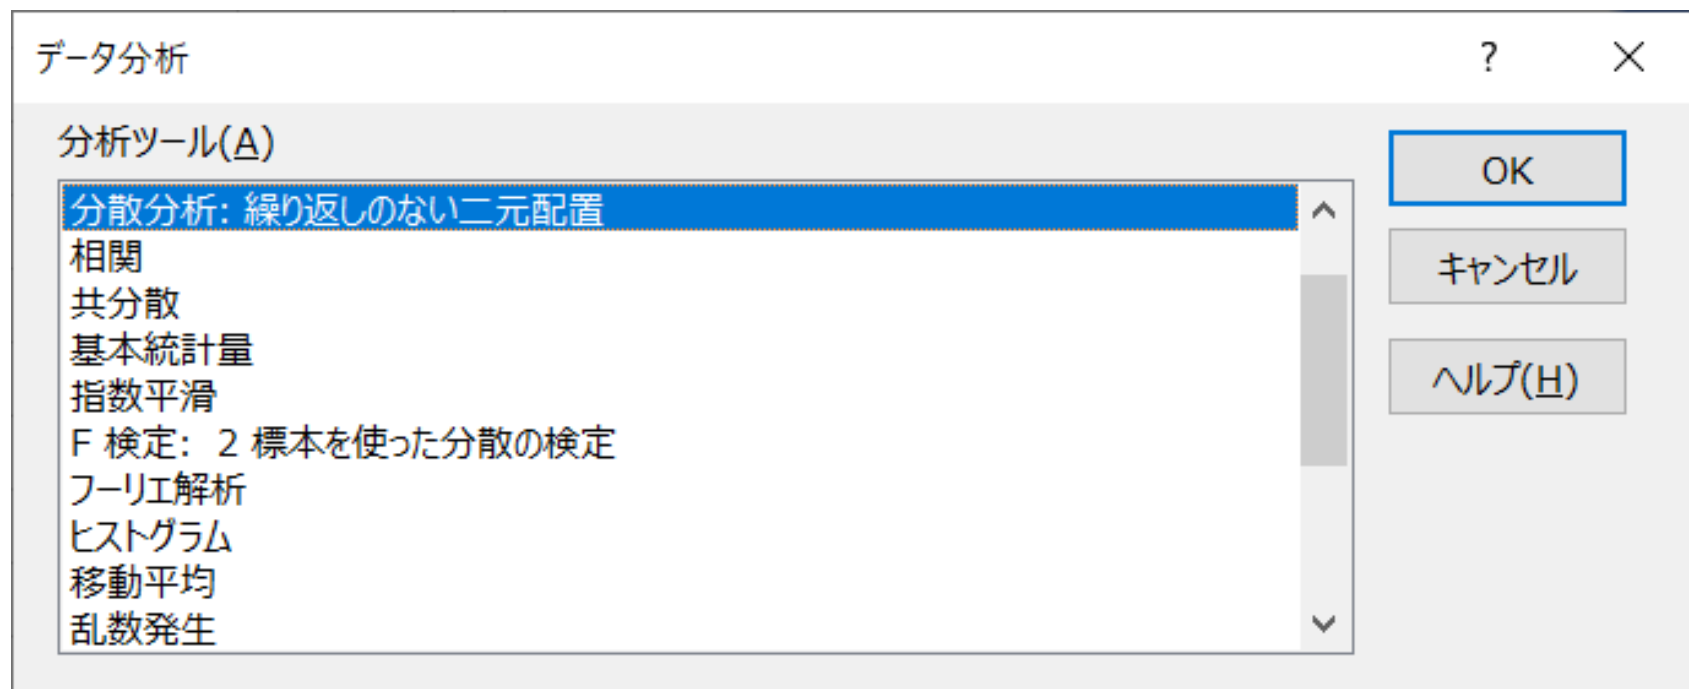 データ分析
?
分析ツール(A)
分散分析: 繰り返しのない二元配置
相関
共分散
基本統計量
指数平滑
F 検定: 2 標本を使った分散の検定
フーリエ解析
ヒストグラム
移動平均
乱数発生
OK
キャンセル
ヘルプ(H)